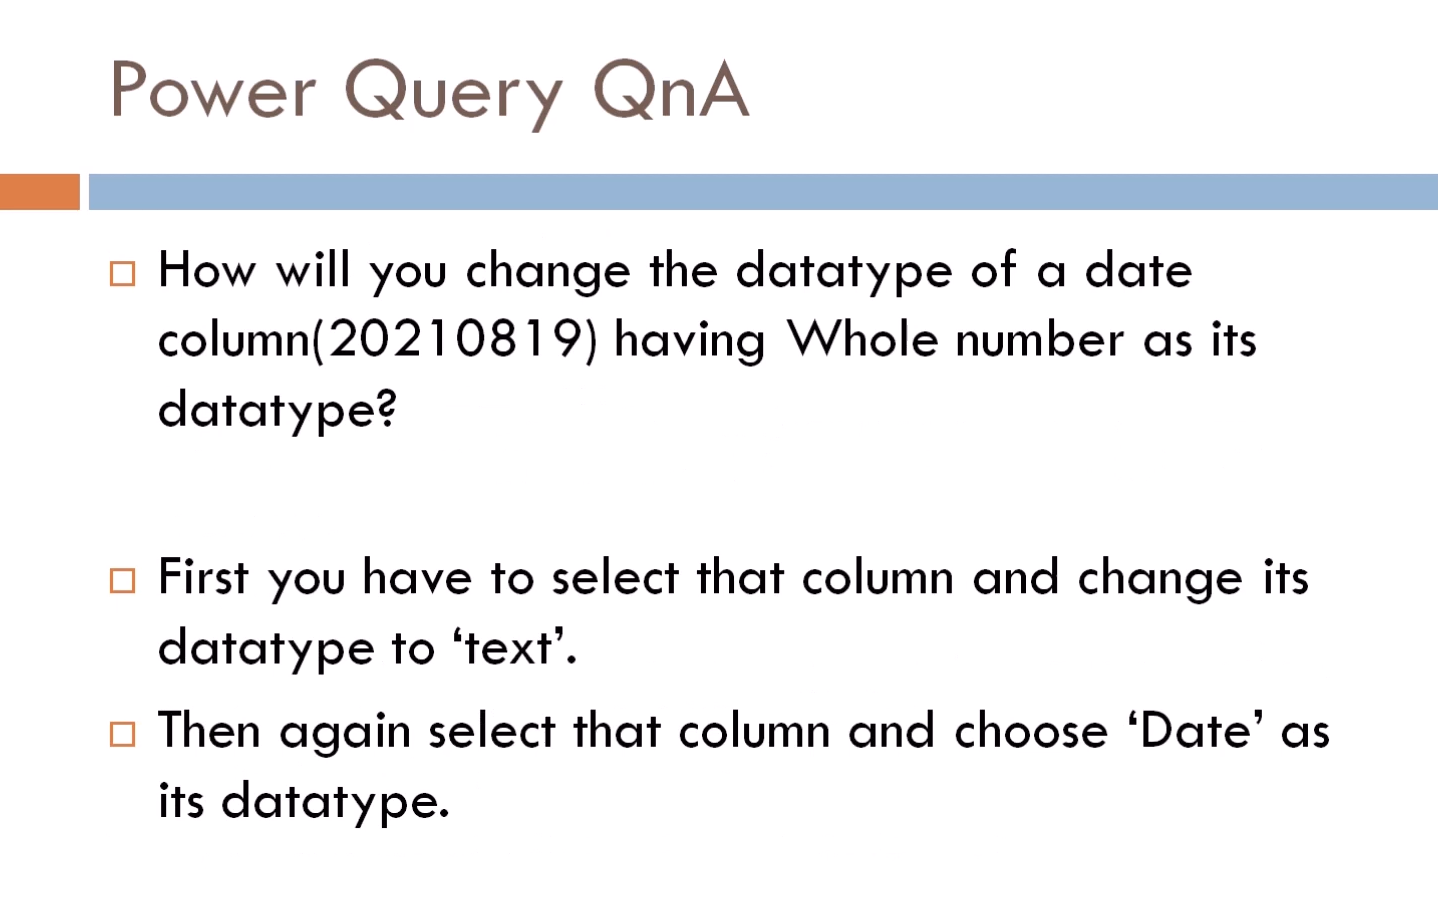 Power Query QnA
How will you change the datatype of a date
column(20210819) having Whole number as its
datatype?
First you have to select that column and change its
datatype to ‘text’.
Then again select that column and choose ‘Date’ as
its datatype.